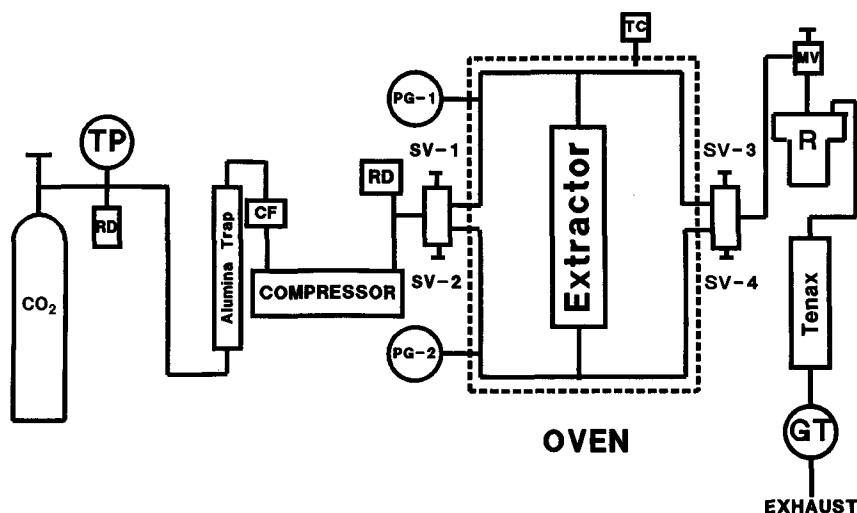 TC
MV
PG-1
TP
R
SV-1
SV-3
RD
Extractor
CF
RD
Alumina Trap
COMPRESSOR
SV-2
SV-4
CO₂
Tenax
PG-2
GT
OVEN
EXHAUST